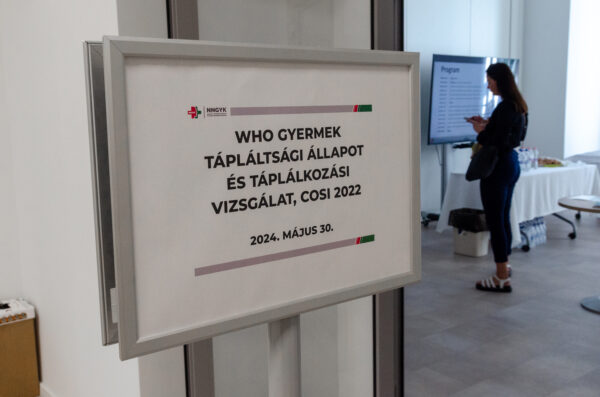 NNGYK
WHO GYERMEK
TÁPLÁLTSÁGI ÁLLAPOT
ÉS TÁPLÁLKOZÁSI
VIZSGÁLAT, COSI 2022
2024. MÁJUS 30.
Program